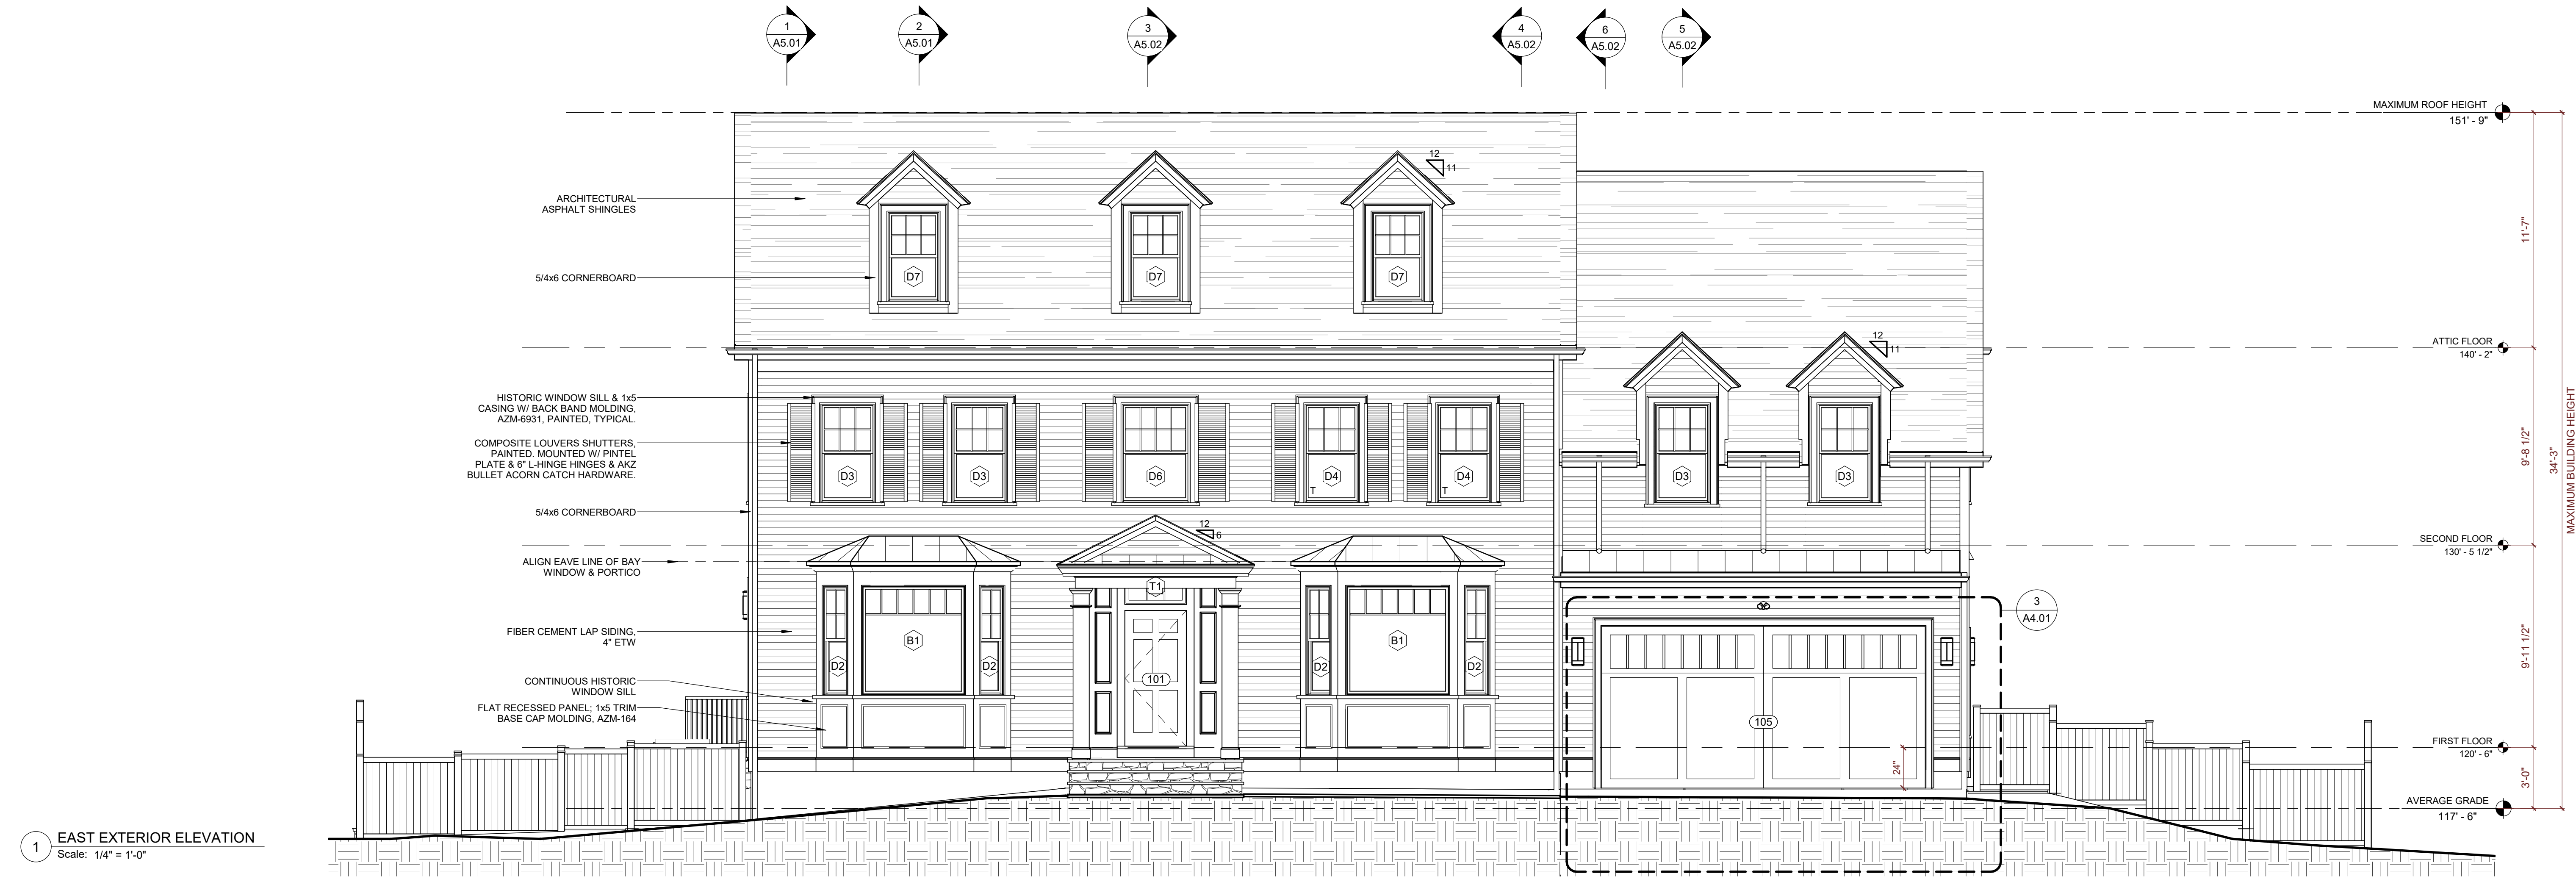 1
A5.01
2
A5.01
3
A5.02
4
A5.02
6
A5.02
5
A5.02
MAXIMUM ROOF HEIGHT
151' - 9"
12
11
ARCHITECTURAL
ASPHALT SHINGLES
11'-7"
5/4x6 CORNERBOARD
D7
D7
D7
12
11
ATTIC FLOOR
140' - 2"
HISTORIC WINDOW SILL & 1x5
CASING W/ BACK BAND MOLDING,
AZM-6931, PAINTED, TYPICAL.
COMPOSITE LOUVERS SHUTTERS,
PAINTED. MOUNTED W/ PINTEL
PLATE & 6" L-HINGE HINGES & AKZ
BULLET ACORN CATCH HARDWARE.
D3
D3
D6
D4
D4
D3
D3
T
T
9'-8 1/2"
34'-3"
MAXIMUM BUILDING HEIGHT
5/4x6 CORNERBOARD
12
6
SECOND FLOOR
130' - 5 1/2"
ALIGN EAVE LINE OF BAY
WINDOW & PORTICO
T1
3
A4.01
FIBER CEMENT LAP SIDING,
4" ETW
B1
B1
D2
D2
D2
D2
101
9'-11 1/2"
CONTINUOUS HISTORIC
WINDOW SILL
FLAT RECESSED PANEL; 1x5 TRIM
BASE CAP MOLDING, AZM-164
105
FIRST FLOOR
120' - 6"
24"
3'-0"
AVERAGE GRADE
117' - 6"
1
EAST EXTERIOR ELEVATION
Scale: 1/4" = 1'-0"